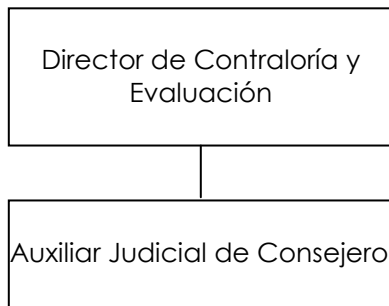 Director de Contraloría y
Evaluación
Auxiliar Judicial de Consejero